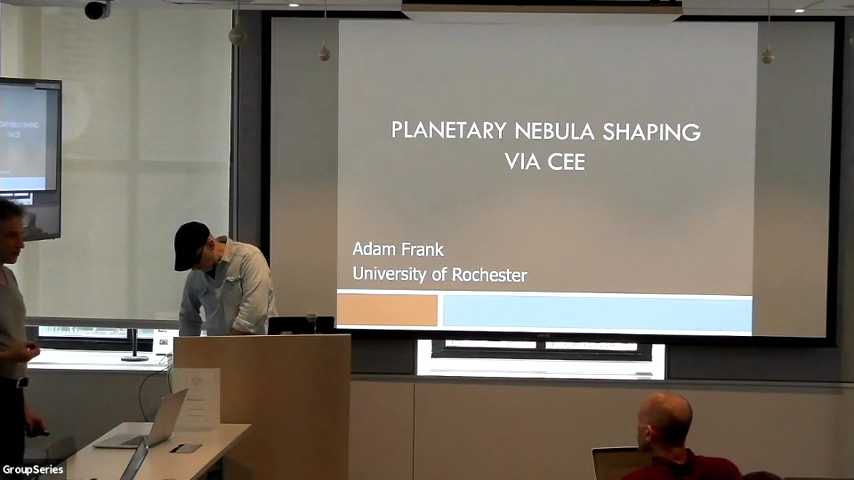 PLANETARY NEBULA SHAPING
VIA CEE
Adam Frank
University of Rochester
GroupSeries